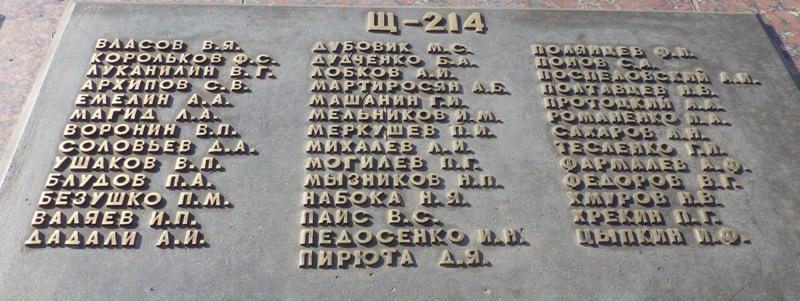 Щ-214
ВЛАСОВ В.Я.
КОРОЛЬКОВ Ф.С.
ЛУКАНИЛИН В.Г.
АРХИПОВ С.В.
ЕМЕЛИН А.А.
МАГИД Л.А.
ВОРОНИН В.П.
СОЛОВЬЕВ Д.А.
УШАКОВ В.П.
БЛУДОВ П.А.
БЕЗУШКО П.М.
ВАЛЯЕВ И.П.
ДАДАЛИ А.И.
ДУБОВИК М.С.
ДУДЧЕНКО Б.А.
ЛОБКОВ А.И.
МАРТИРОСЯН А.Б.
МАШАНИН Г.И.
МЕЛЬНИКОВ И.М.
МЕРКУШЕВ П.И.
МИХАЛЕВ Л.И.
МОГИЛЕВ П.Г.
МЫЗНИКОВ Н.П.
НАБОКА Н.Я.
ПАИС В.С.
ПЕДОСЕНКО И.Н.
ПИРЮТА Д.Я.
ПОЛЯНЦЕВ
ПОПОВ С.А.
ПОСПЕЛОВСКИЙ А.И.
ПОЛТАВЦЕВ
ПРОТОЦКИЙ А.А.
РОМАНЕНКО
САХАРОВ
ТЕСЛЕНКО Г.И.
ФАРМАЛЕВ А.Ф.
ФЕДОРОВ В.Г.
ХМУРОВ
ХРЕКИН П.Г.
ЦЫПКИН И.Ф.